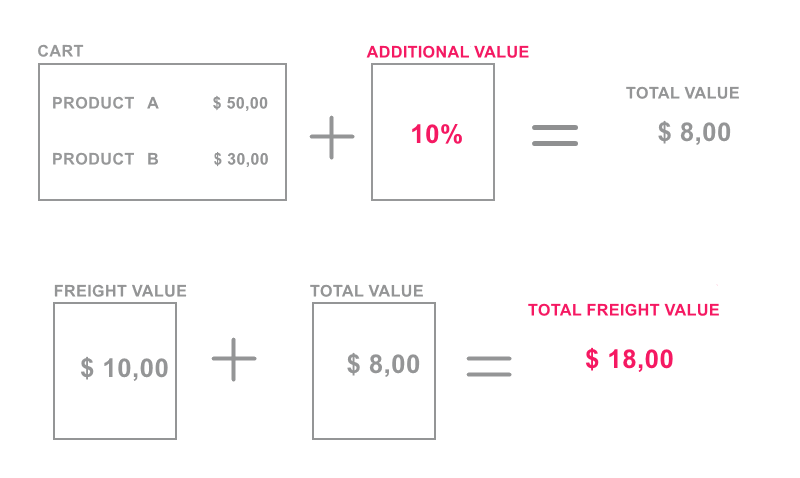 CART
PRODUCT A $ 50,00
PRODUCT B $ 30,00
+
ADDITIONAL VALUE
10%
=
TOTAL VALUE
$ 8,00
FREIGHT VALUE
$ 10,00
+
TOTAL VALUE
$ 8,00
=
TOTAL FREIGHT VALUE
$ 18,00